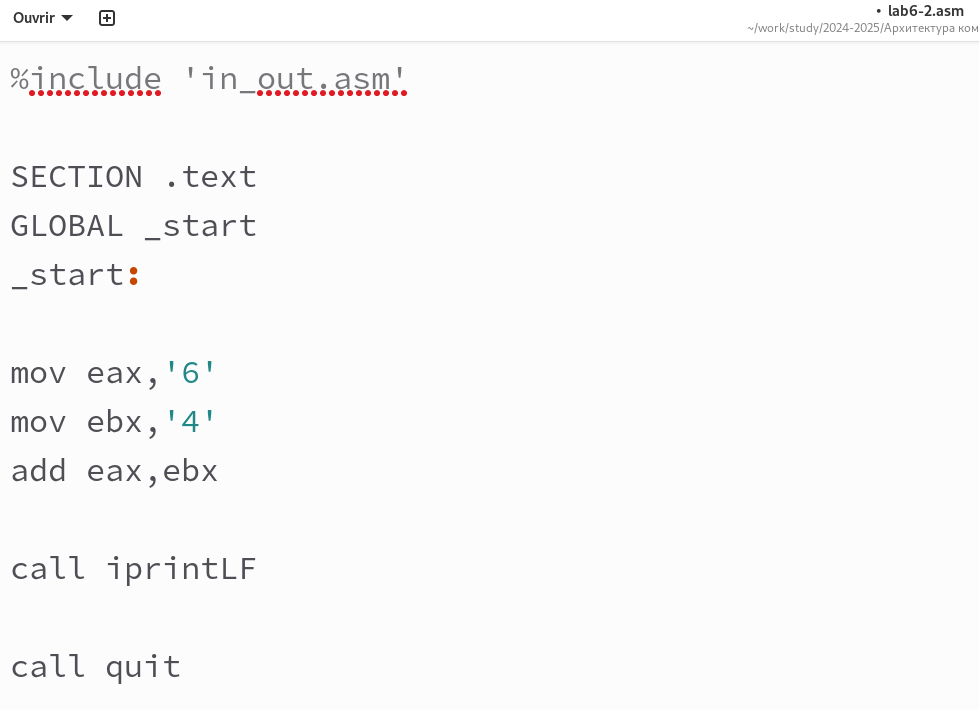 Ouvrir
• lab6-2.asm
~/work/study/2024-2025/Архитектура ком
%include 'in_out.asm'
SECTION .text
GLOBAL _start
_start:
mov eax,'6'
mov ebx,'4'
add eax,ebx
call iprintLF
call quit